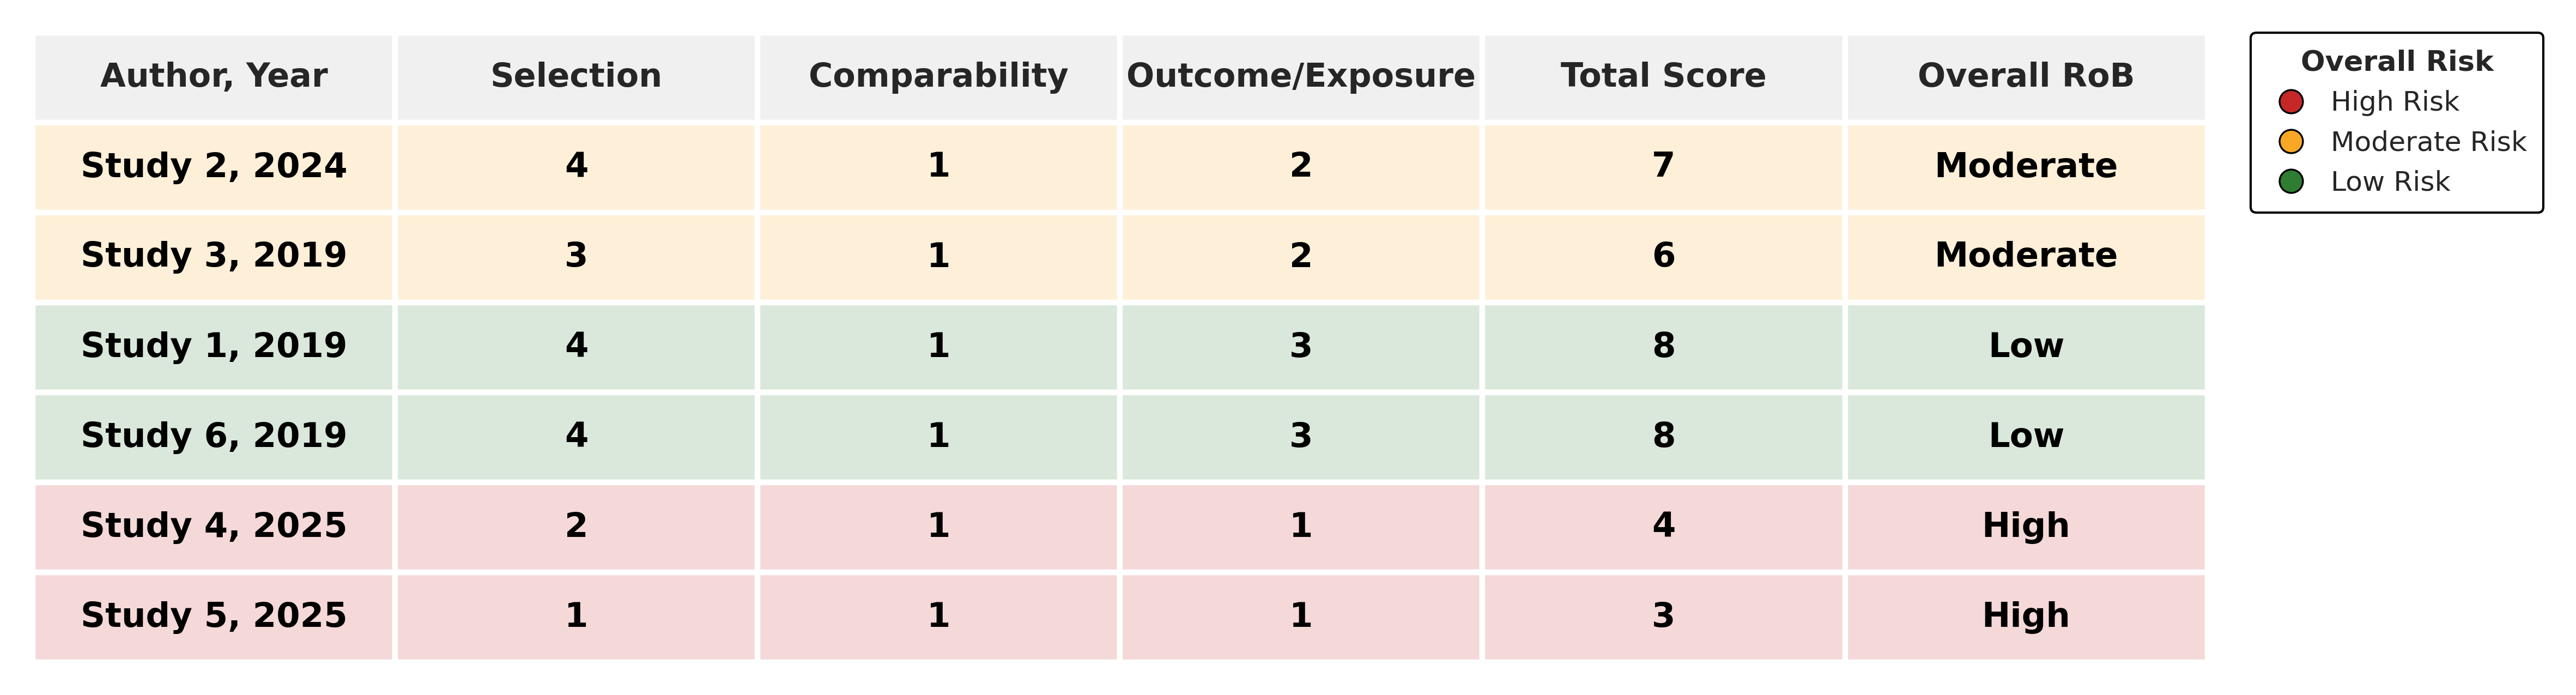 Author, Year Selection Comparability Outcome/Exposure Total Score Overall RoB
Study 2, 2024 4 1 2 7 Moderate
Study 3, 2019 3 1 2 6 Moderate
Study 1, 2019 4 1 3 8 Low
Study 6, 2019 4 1 3 8 Low
Study 4, 2025 2 1 1 4 High
Study 5, 2025 1 1 1 3 High
Overall Risk
High Risk
Moderate Risk
Low Risk